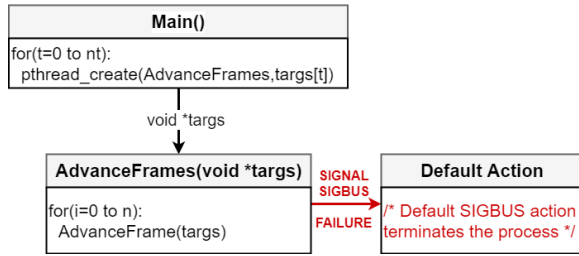 Main()
for(t=0 to nt):
pthread_create(AdvanceFrames,targs[t])
void *targs
AdvanceFrames(void *targs)
for(i=0 to n):
AdvanceFrame(targs)
SIGNAL
SIGBUS
FAILURE
Default Action
/* Default SIGBUS action
terminates the process */